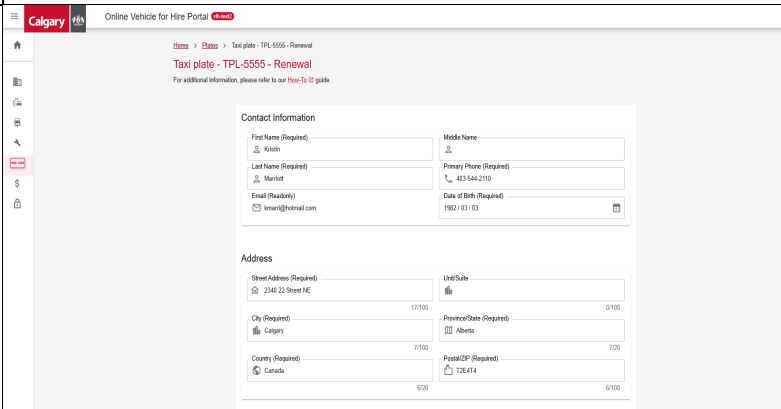 Calgary
Online Vehicle for Hire Portal vfh-test2
Home > Plates > Taxi plate - TPL-5555 - Renewal
Taxi plate - TPL-5555 - Renewal
For additional information, please refer to our How-To guide.
Contact Information
First Name (Required) Middle Name
Kristin
Last Name (Required) Primary Phone (Required)
Marriott 403-544-2110
Email (Readonly) Date of Birth (Required)
kmarri@hotmail.com 1982 / 03 / 03
Address
Street Address (Required) Unit/Suite
2340 22 Street NE
17/100 0/100
City (Required) Province/State (Required)
Calgary Alberta
7/100 7/20
Country (Required) Postal/ZIP (Required)
Canada T2E4T4
6/20 6/100